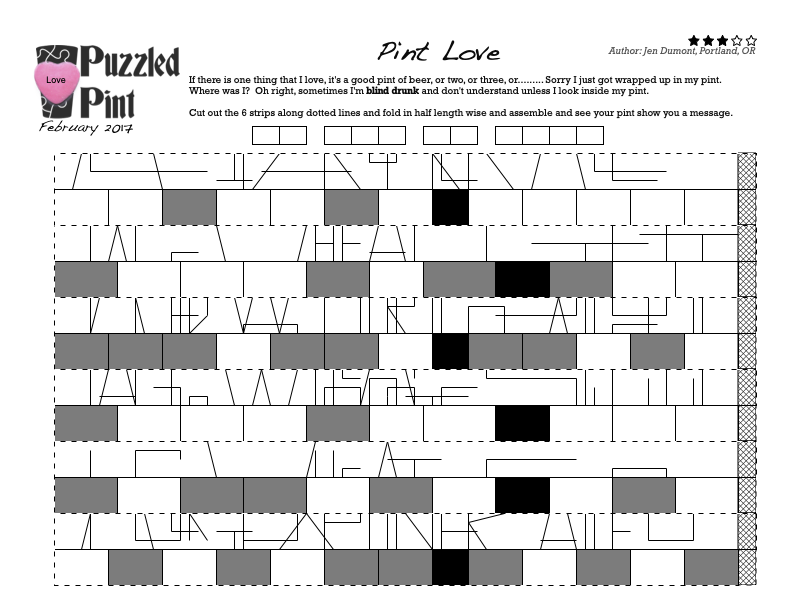 Pint Love
Author: Jen Dumont, Portland, OR
Puzzled
Love
Pint
February 2017
If there is one thing that I love, it's a good pint of beer, or two, or three, or......... Sorry I just got wrapped up in my pint.
Where was I? Oh right, sometimes I'm blind drunk and don't understand unless I look inside my pint.
Cut out the 6 strips along dotted lines and fold in half length wise and assemble and see your pint show you a message.